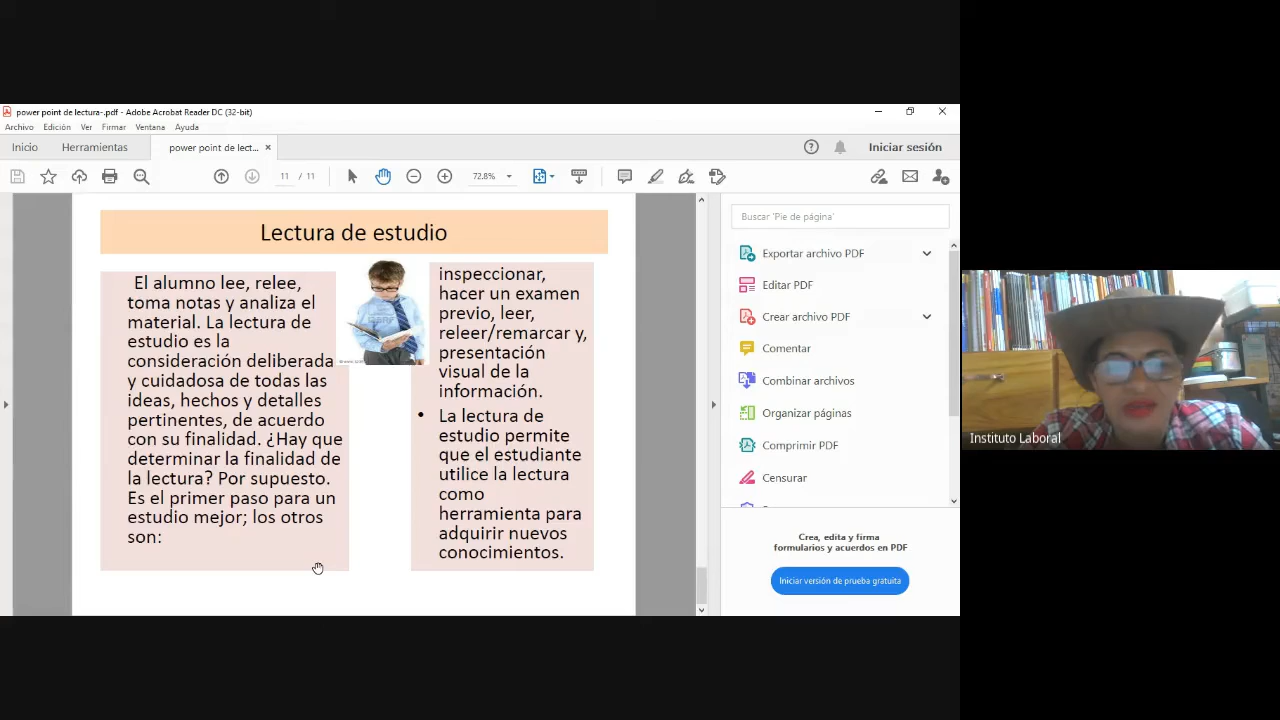 power point de lectura-.pdf - Adobe Acrobat Reader DC (32-bit)
Archivo Edición Ver Firmar Ventana Ayuda
Inicio Herramientas power point de lect...
Iniciar sesión
11 / 11
72.8%
Lectura de estudio
El alumno lee, relee,
toma notas y analiza el
material. La lectura de
estudio es la
consideración deliberada
y cuidadosa de todas las
ideas, hechos y detalles
pertinentes, de acuerdo
con su finalidad. ¿Hay que
determinar la finalidad de
la lectura? Por supuesto.
Es el primer paso para un
estudio mejor; los otros
son:
inspeccionar,
hacer un examen
previo, leer,
releer/remarcar y,
presentación
visual de la
información.
• La lectura de
estudio permite
que el estudiante
utilice la lectura
como
herramienta para
adquirir nuevos
conocimientos.
Buscar 'Pie de página'
Exportar archivo PDF
Editar PDF
Crear archivo PDF
Comentar
Combinar archivos
Organizar páginas
Comprimir PDF
Censurar
Crea, edita y firma
formularios y acuerdos en PDF
Iniciar versión de prueba gratuita
Instituto Laboral